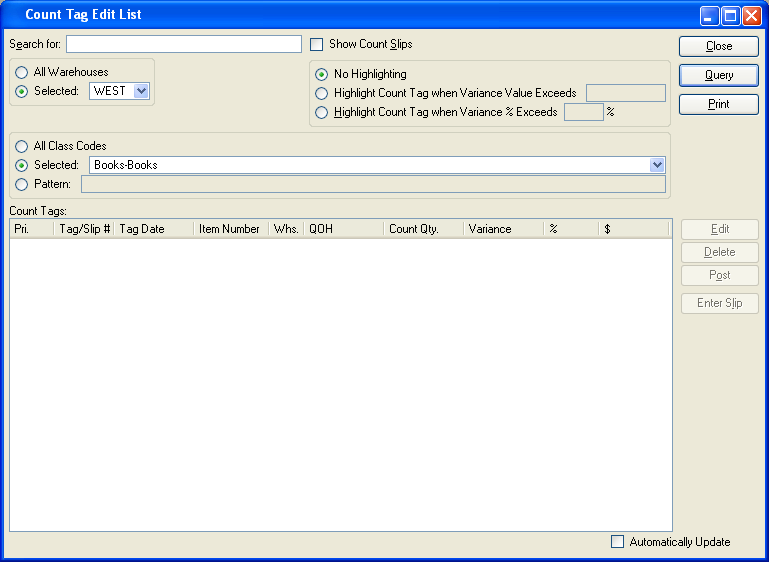 Count Tag Edit List
Search for:
Show Count Slips
Close
All Warehouses
No Highlighting
Query
Selected: WEST
Highlight Count Tag when Variance Value Exceeds
Print
Highlight Count Tag when Variance % Exceeds %
All Class Codes
Selected: Books-Books
Pattern:
Count Tags:
Pri. Tag/Slip # Tag Date Item Number Whs. QOH Count Qty. Variance % $
Edit
Delete
Post
Enter Slip
Automatically Update